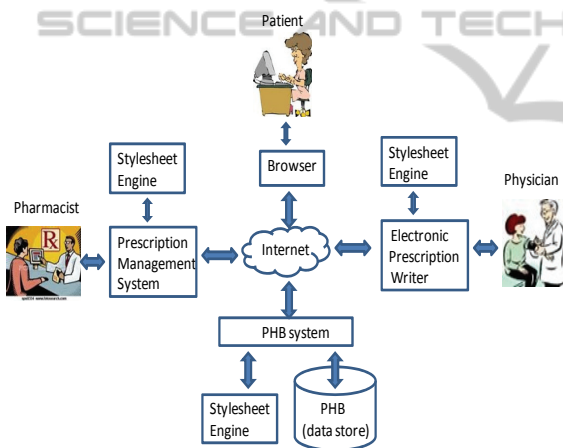 SCIENCE AND TECH
Patient
Stylesheet
Engine
Browser
Stylesheet
Engine
Physician
Pharmacist
Rx
Prescription
Management
System
Internet
Electronic
Prescription
Writer
PHB system
Stylesheet
Engine
PHB
(data store)